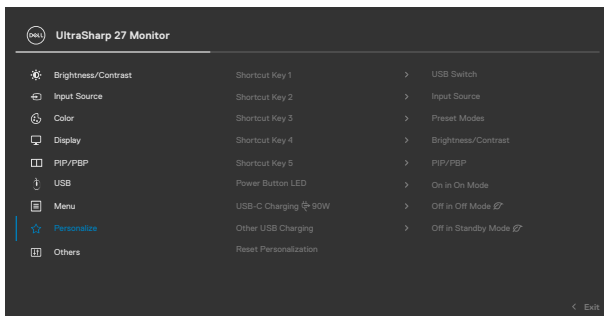 DELL
UltraSharp 27 Monitor
Brightness/Contrast
Shortcut Key 1
USB Switch
Input Source
Shortcut Key 2
Input Source
Color
Shortcut Key 3
Preset Modes
Display
Shortcut Key 4
Brightness/Contrast
PIP/PBP
Shortcut Key 5
PIP/PBP
USB
Power Button LED
On in On Mode
Menu
USB-C Charging 90W
Off in Off Mode
Personalize
Other USB Charging
Off in Standby Mode
Others
Reset Personalization
Exit